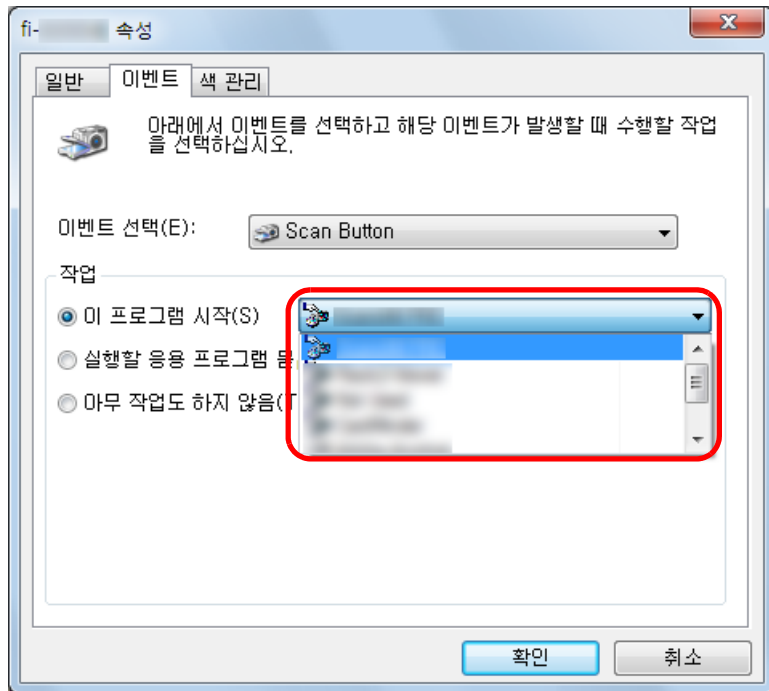 fi- 속성
일반 이벤트 색 관리
아래에서 이벤트를 선택하고 해당 이벤트가 발생할 때 수행할 작업
을 선택하십시오.
이벤트 선택(E): Scan Button
작업
이 프로그램 시작(S)
실행할 응용 프로그램
아무 작업도 하지 않음(T
확인 취소